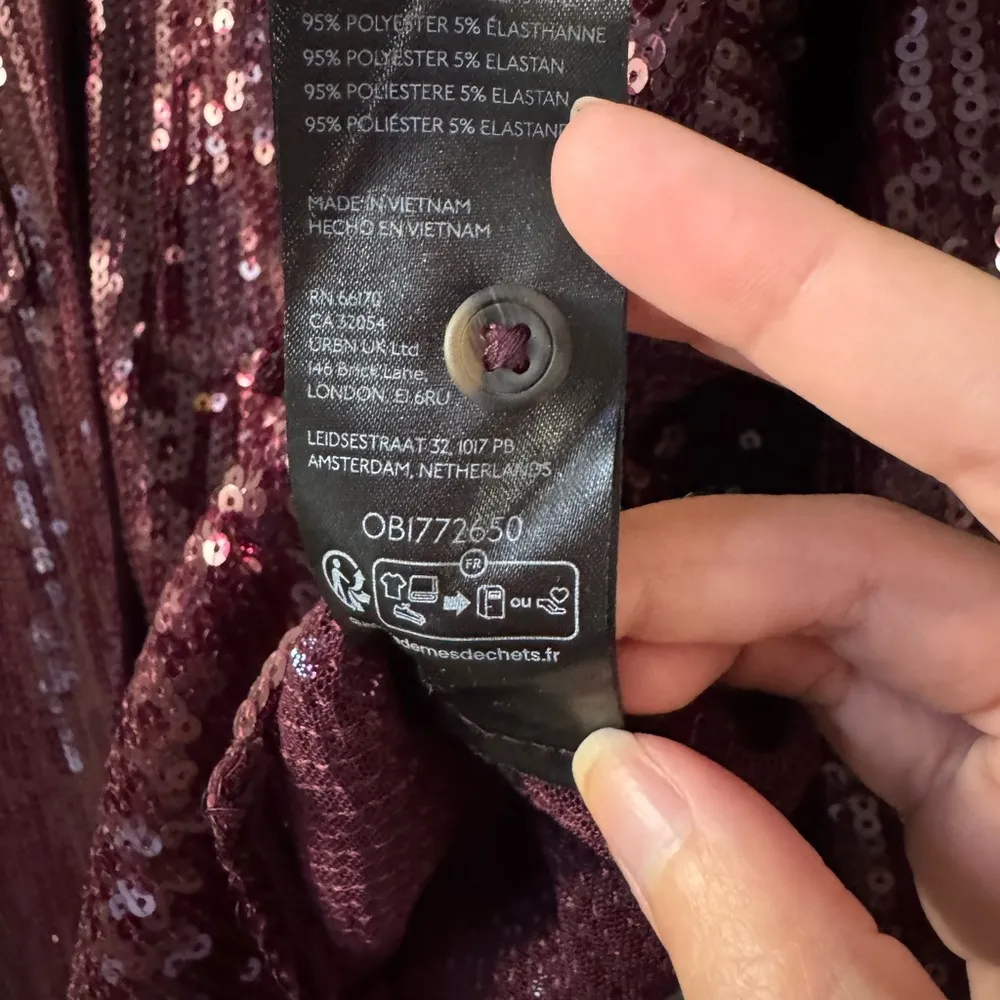 95% POLYESTER 5% ÉLASTHANNE
95% POLYESTER 5% ELASTAN
95% POLIESTERE 5% ELASTAN
95% POLIÉSTER 5% ELASTANE
MADE IN VIETNAM
HECHO EN VIETNAM
RN 66170
CA 32054
URBN UK Ltd
146 Brick Lane,
LONDON. E1 6RU
LEIDSESTRAAT 32, 1017 PB
AMSTERDAM, NETHERLANDS
OB1772650
FR
ou